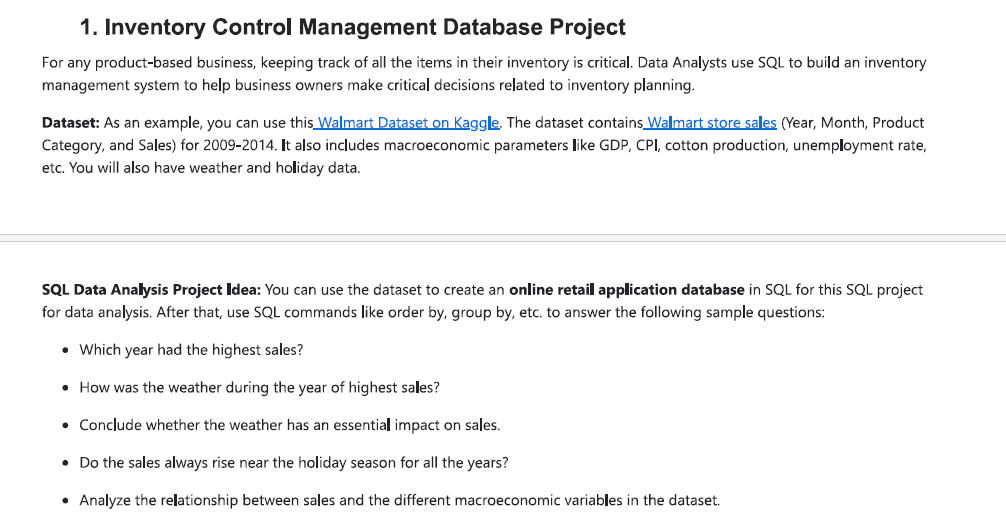 1. Inventory Control Management Database Project
For any product-based business, keeping track of all the items in their inventory is critical. Data Analysts use SQL to build an inventory
management system to help business owners make critical decisions related to inventory planning.
Dataset: As an example, you can use this Walmart Dataset on Kaggle. The dataset contains Walmart store sales (Year, Month, Product
Category, and Sales) for 2009-2014. It also includes macroeconomic parameters like GDP, CPI, cotton production, unemployment rate,
etc. You will also have weather and holiday data.
SQL Data Analysis Project Idea: You can use the dataset to create an online retail application database in SQL for this SQL project
for data analysis. After that, use SQL commands like order by, group by, etc. to answer the following sample questions:
• Which year had the highest sales?
• How was the weather during the year of highest sales?
• Conclude whether the weather has an essential impact on sales.
• Do the sales always rise near the holiday season for all the years?
• Analyze the relationship between sales and the different macroeconomic variables in the dataset.